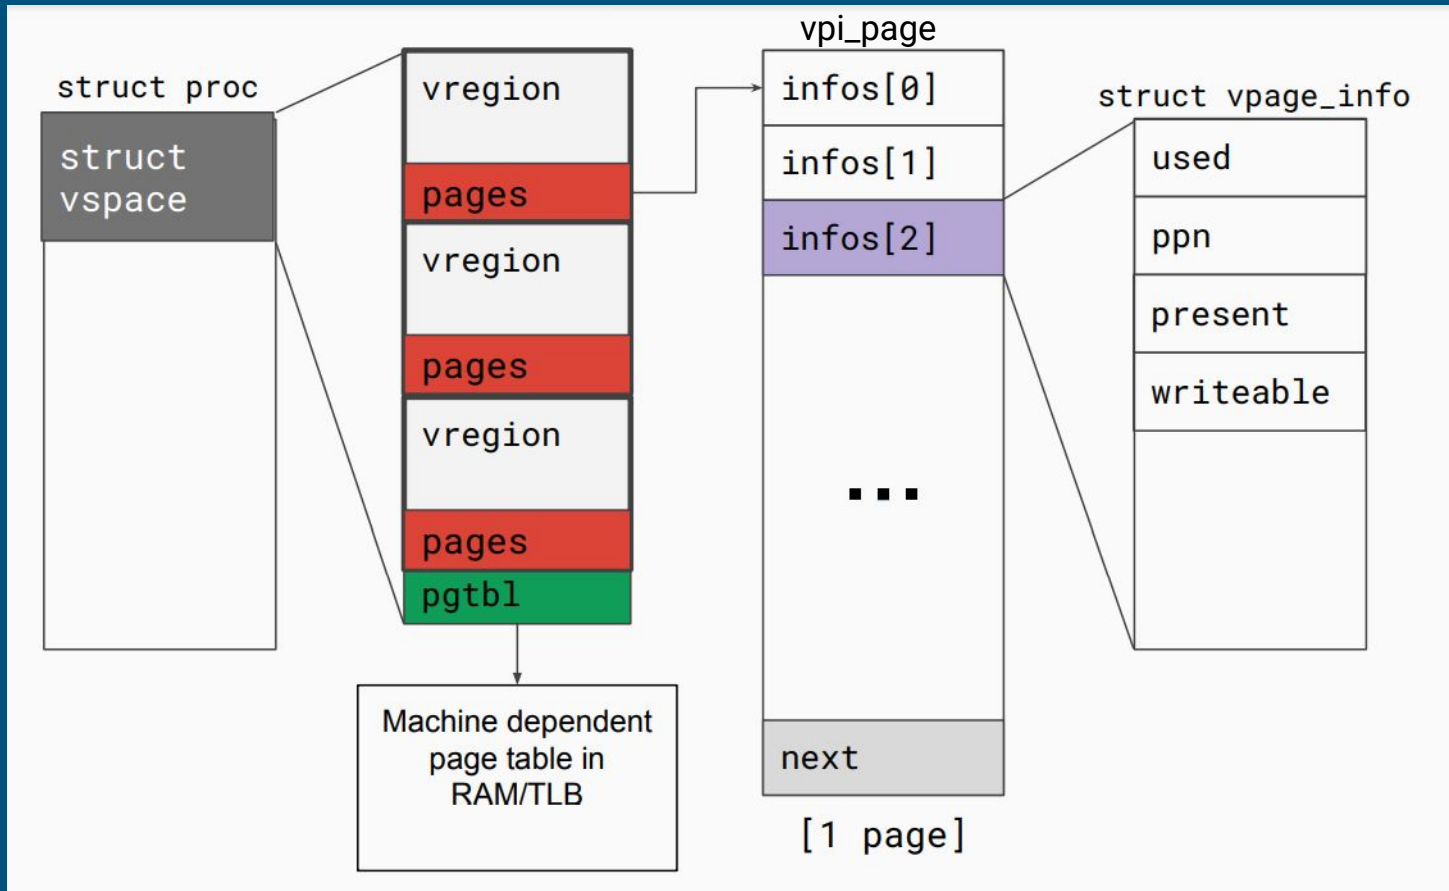 struct proc
struct
vspace
vregion
pages
vregion
pages
vregion
pages
pgtbl
Machine dependent
page table in
RAM/TLB
vpi_page
infos[0]
infos[1]
infos[2]
...
next
[1 page]
struct vpage_info
used
ppn
present
writeable